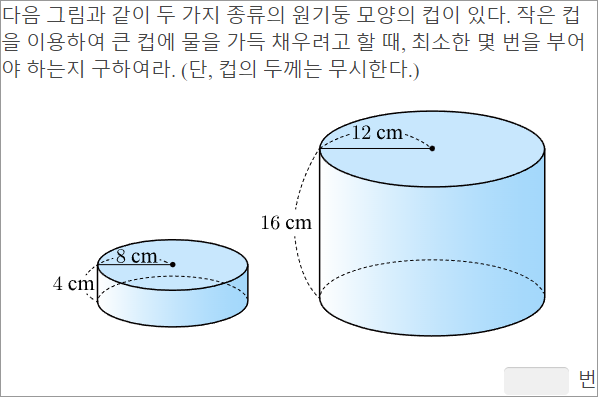 다음 그림과 같이 두 가지 종류의 원기둥 모양의 컵이 있다. 작은 컵
을 이용하여 큰 컵에 물을 가득 채우려고 할 때, 최소한 몇 번을 부어
야 하는지 구하여라. (단, 컵의 두께는 무시한다.)
12 cm
16 cm
8 cm
4 cm
번